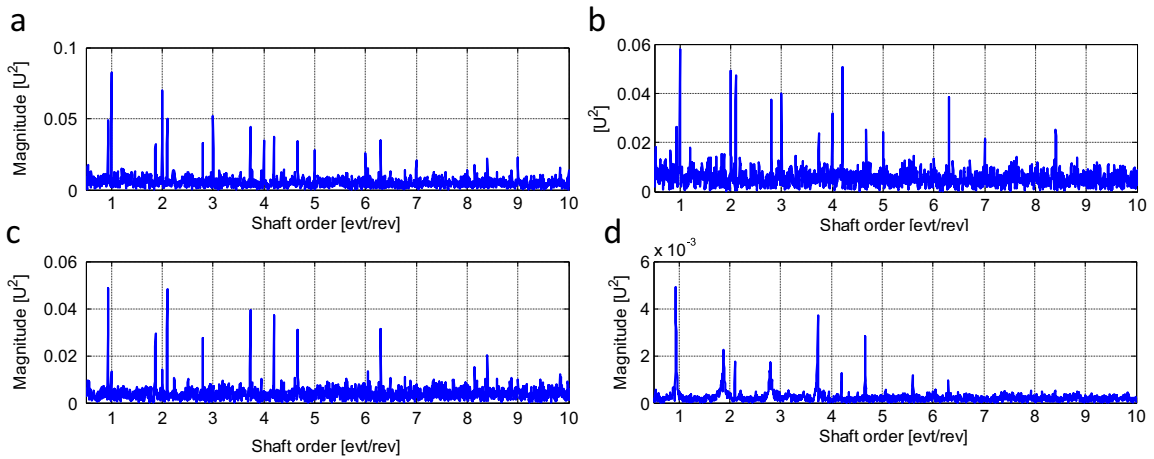 a
0.1
0.05
0
Magnitude [U²]
1 2 3 4 5 6 7 8 9 10
Shaft order [evt/rev]
b
0.06
0.04
0.02
0
[U²]
1 2 3 4 5 6 7 8 9 10
Shaft order [evt/rev]
c
0.06
0.04
0.02
0
Magnitude [U²]
1 2 3 4 5 6 7 8 9 10
Shaft order [evt/rev]
d
x 10⁻³
6
4
2
0
Magnitude [U²]
1 2 3 4 5 6 7 8 9 10
Shaft order [evt/rev]